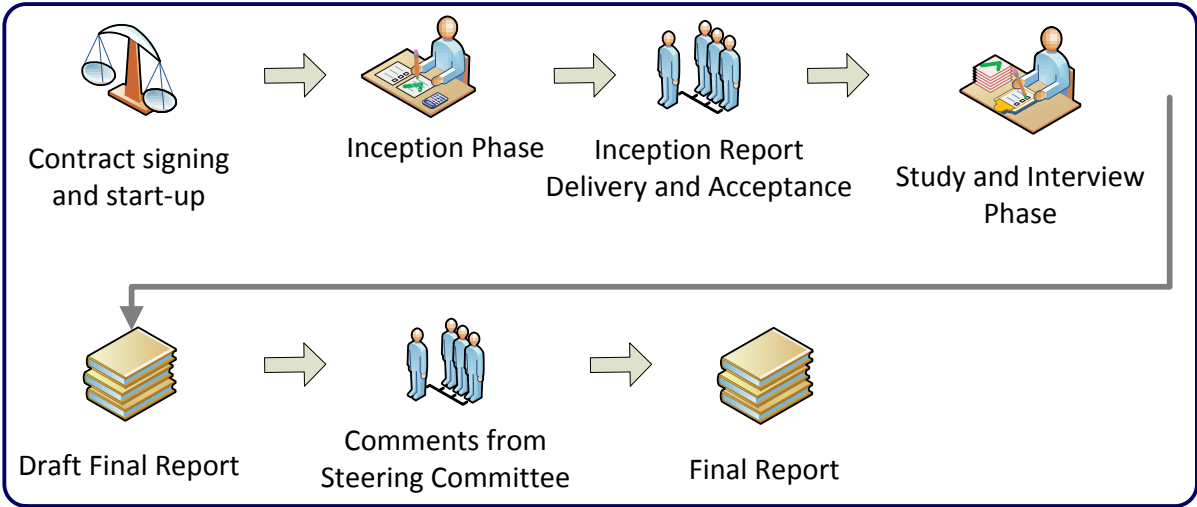 Contract signing
and start-up
Inception Phase
Inception Report
Delivery and Acceptance
Study and Interview
Phase
Draft Final Report
Comments from
Steering Committee
Final Report